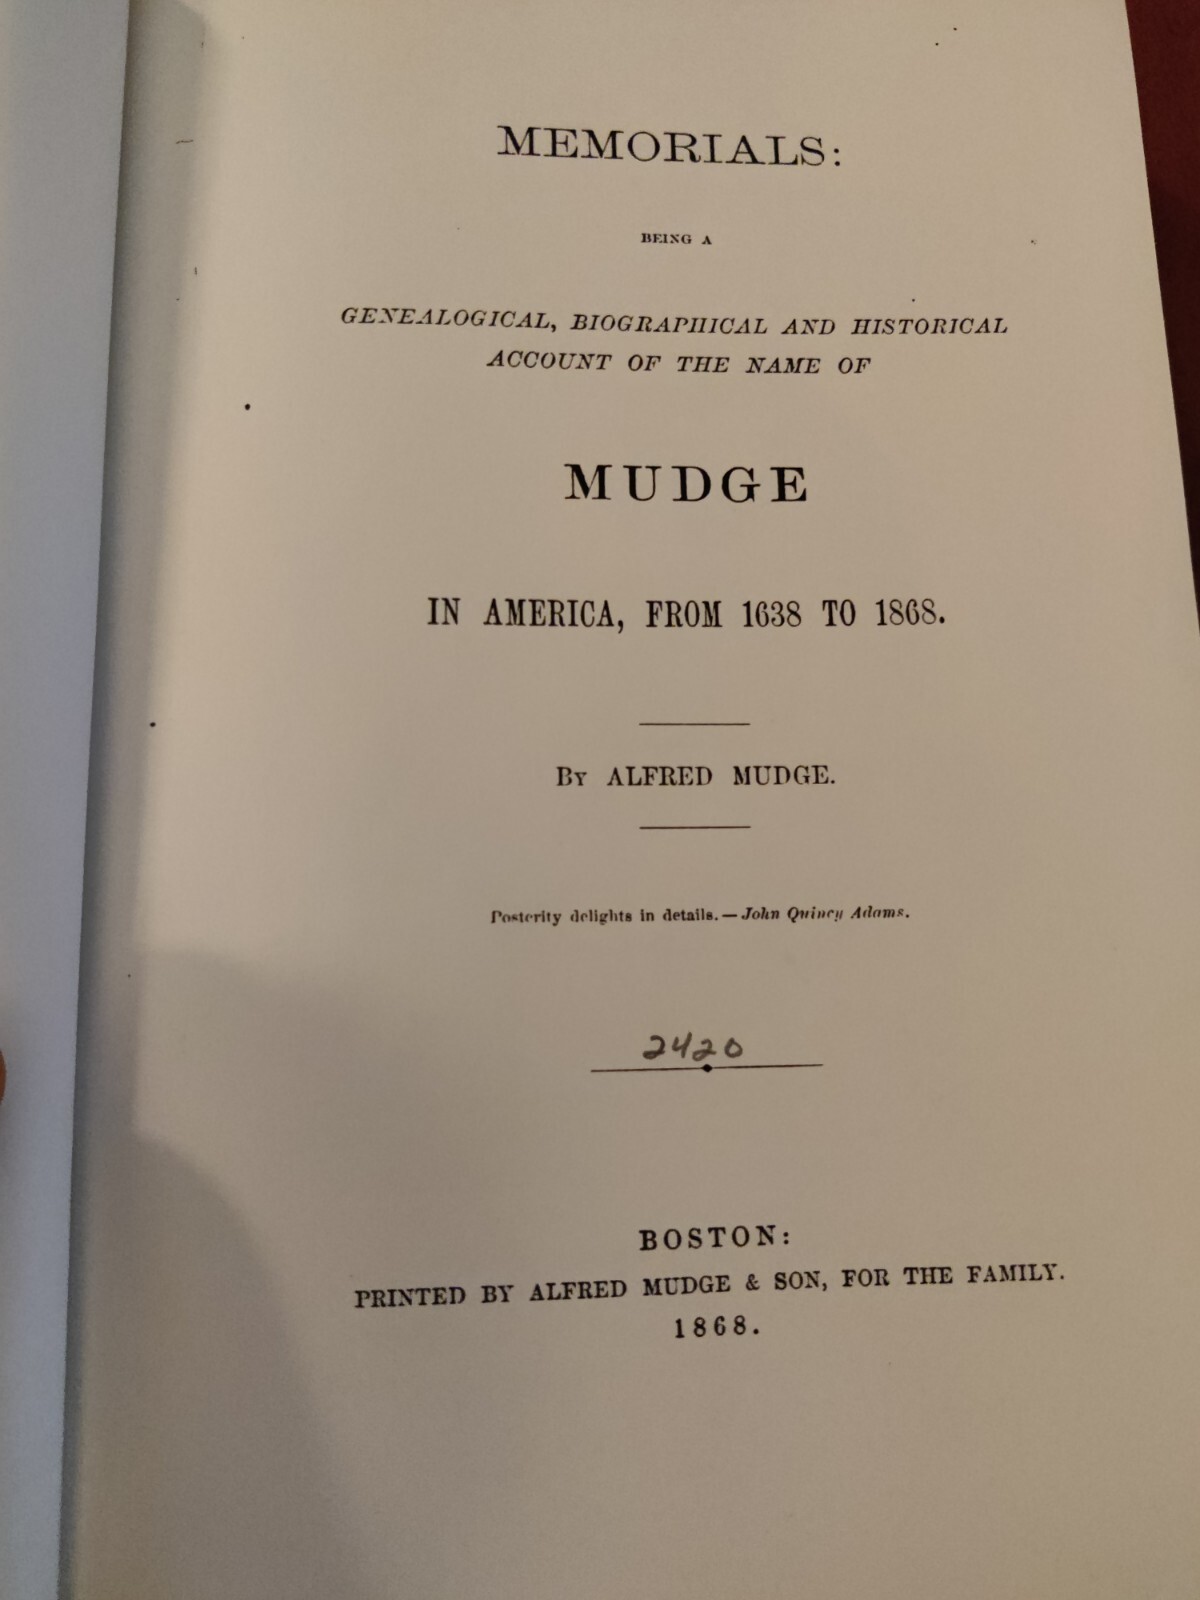 MEMORIALS:
BEING A
GENEALOGICAL, BIOGRAPHICAL AND HISTORICAL
ACCOUNT OF THE NAME OF
MUDGE
IN AMERICA, FROM 1638 TO 1868.
BY ALFRED MUDGE.
Posterity delights in details.—John Quincy Adams.
2420
BOSTON:
PRINTED BY ALFRED MUDGE & SON, FOR THE FAMILY.
1868.